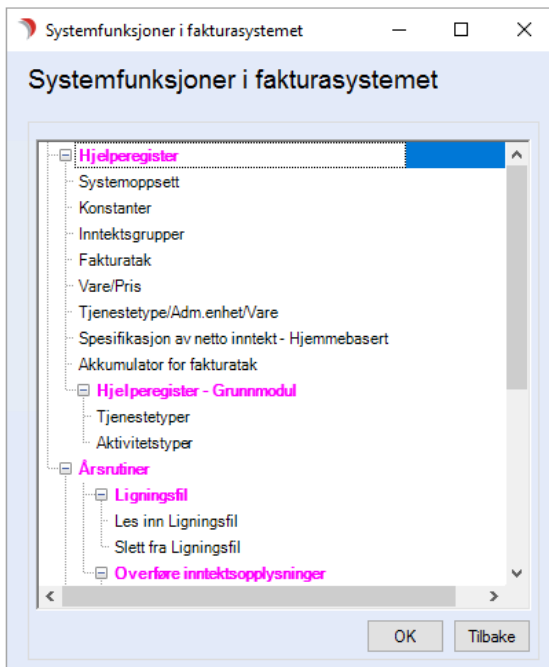 Systemfunksjoner i fakturasystemet
Systemfunksjoner i fakturasystemet
Hjelperegister
Systemoppsett
Konstanter
Inntektsgrupper
Fakturatak
Vare/Pris
Tjenestetype/Adm.enhet/Vare
Spesifikasjon av netto inntekt - Hjemmebasert
Akkumulator for fakturatak
Hjelperegister - Grunnmodul
Tjenestetyper
Aktivitetstyper
Årsrutiner
Ligningsfil
Les inn Ligningsfil
Slett fra Ligningsfil
Overføre inntektsopplysninger
OK Tilbake